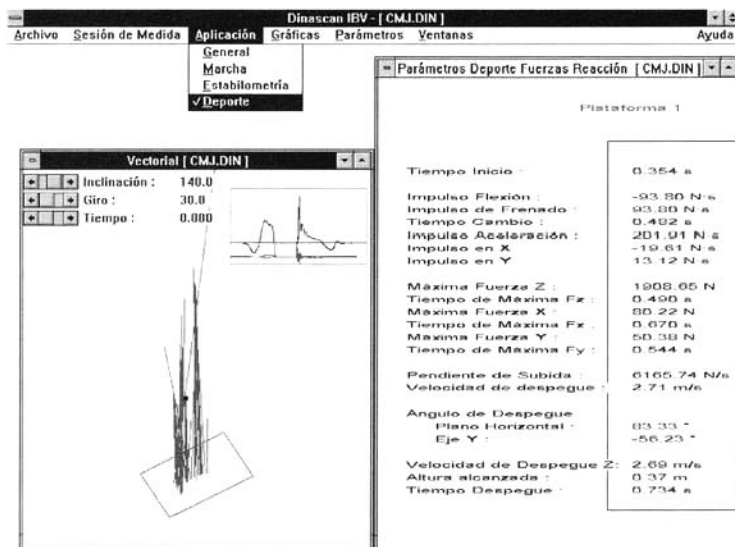 Dinascan IBV - [ CMJ.DIN ]
Archivo Sesión de Medida Aplicación Gráficas Parámetros Ventanas Ayuda
General
Marcha
Estabilometría
✓Deporte
Vectorial [ CMJ.DIN ]
Inclinación : 140.0
Giro : 30.0
Tiempo : 0.000
Parámetros Deporte Fuerzas Reacción [ CMJ.DIN ]
Plataforma 1
Tiempo Inicio : 0.354 s
Impulso Flexión : -93.80 N·s
Impulso de Frenado : 93.80 N·s
Tiempo Cambio : 0.482 s
Impulso Aceleración : 201.91 N·s
Impulso en X -19.61 N·s
Impulso en Y 13.12 N·s
Máxima Fuerza Z : 1908.65 N
Tiempo de Máxima Fz : 0.490 s
Máxima Fuerza X : 80.22 N
Tiempo de Máxima Fx : 0.670 s
Máxima Fuerza Y : 50.38 N
Tiempo de Máxima Fy : 0.544 s
Pendiente de Subida : 6165.74 N/s
Velocidad de despegue : 2.71 m/s
Angulo de Despegue
Plano Horizontal : 83.33 °
Eje Y : -56.23 °
Velocidad de Despegue Z: 2.69 m/s
Altura alcanzada : 0.37 m
Tiempo Despegue : 0.734 s